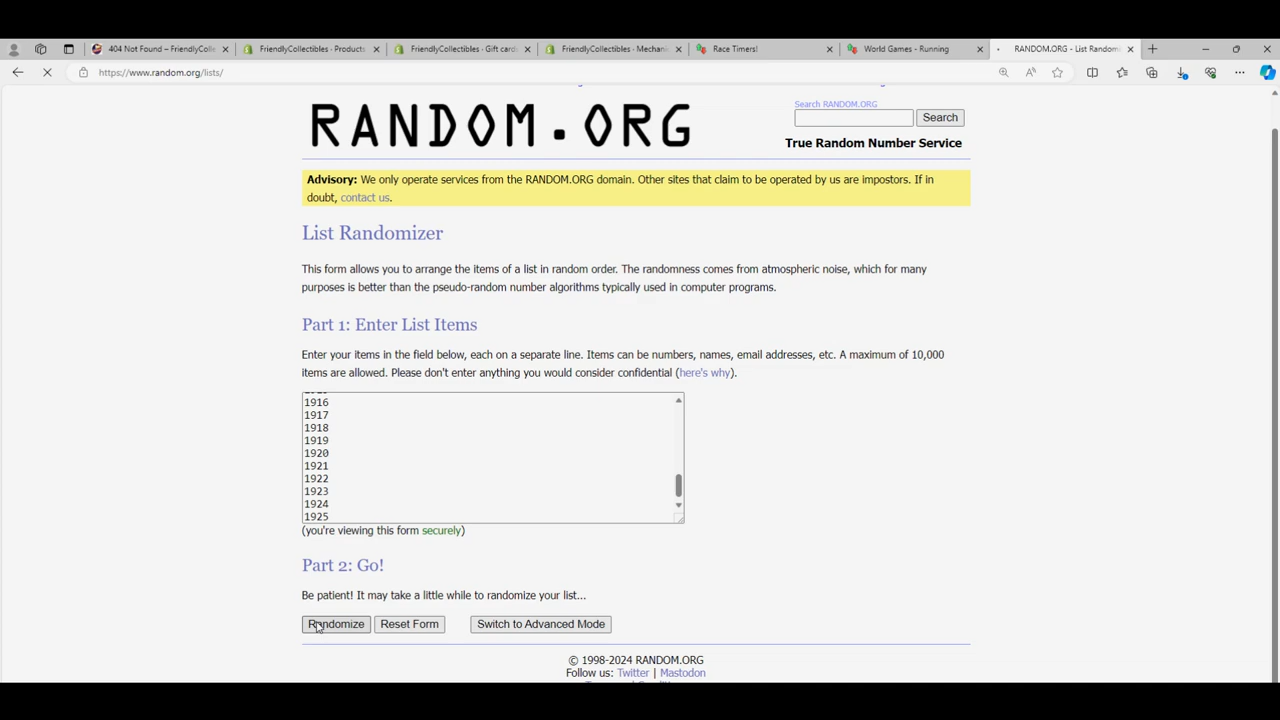 404 Not Found – FriendlyColle
FriendlyCollectibles · Products
FriendlyCollectibles · Gift card
FriendlyCollectibles · Mechani
Race Timers!
World Games - Running
RANDOM.ORG - List Random
https://www.random.org/lists/
RANDOM.ORG
Search RANDOM.ORG
Search
True Random Number Service
Advisory: We only operate services from the RANDOM.ORG domain. Other sites that claim to be operated by us are impostors. If in
doubt, contact us.
List Randomizer
This form allows you to arrange the items of a list in random order. The randomness comes from atmospheric noise, which for many
purposes is better than the pseudo-random number algorithms typically used in computer programs.
Part 1: Enter List Items
Enter your items in the field below, each on a separate line. Items can be numbers, names, email addresses, etc. A maximum of 10,000
items are allowed. Please don't enter anything you would consider confidential (here's why).
1916
1917
1918
1919
1920
1921
1922
1923
1924
1925
(you're viewing this form securely)
Part 2: Go!
Be patient! It may take a little while to randomize your list...
Randomize
Reset Form
Switch to Advanced Mode
© 1998-2024 RANDOM.ORG
Follow us: Twitter | Mastodon